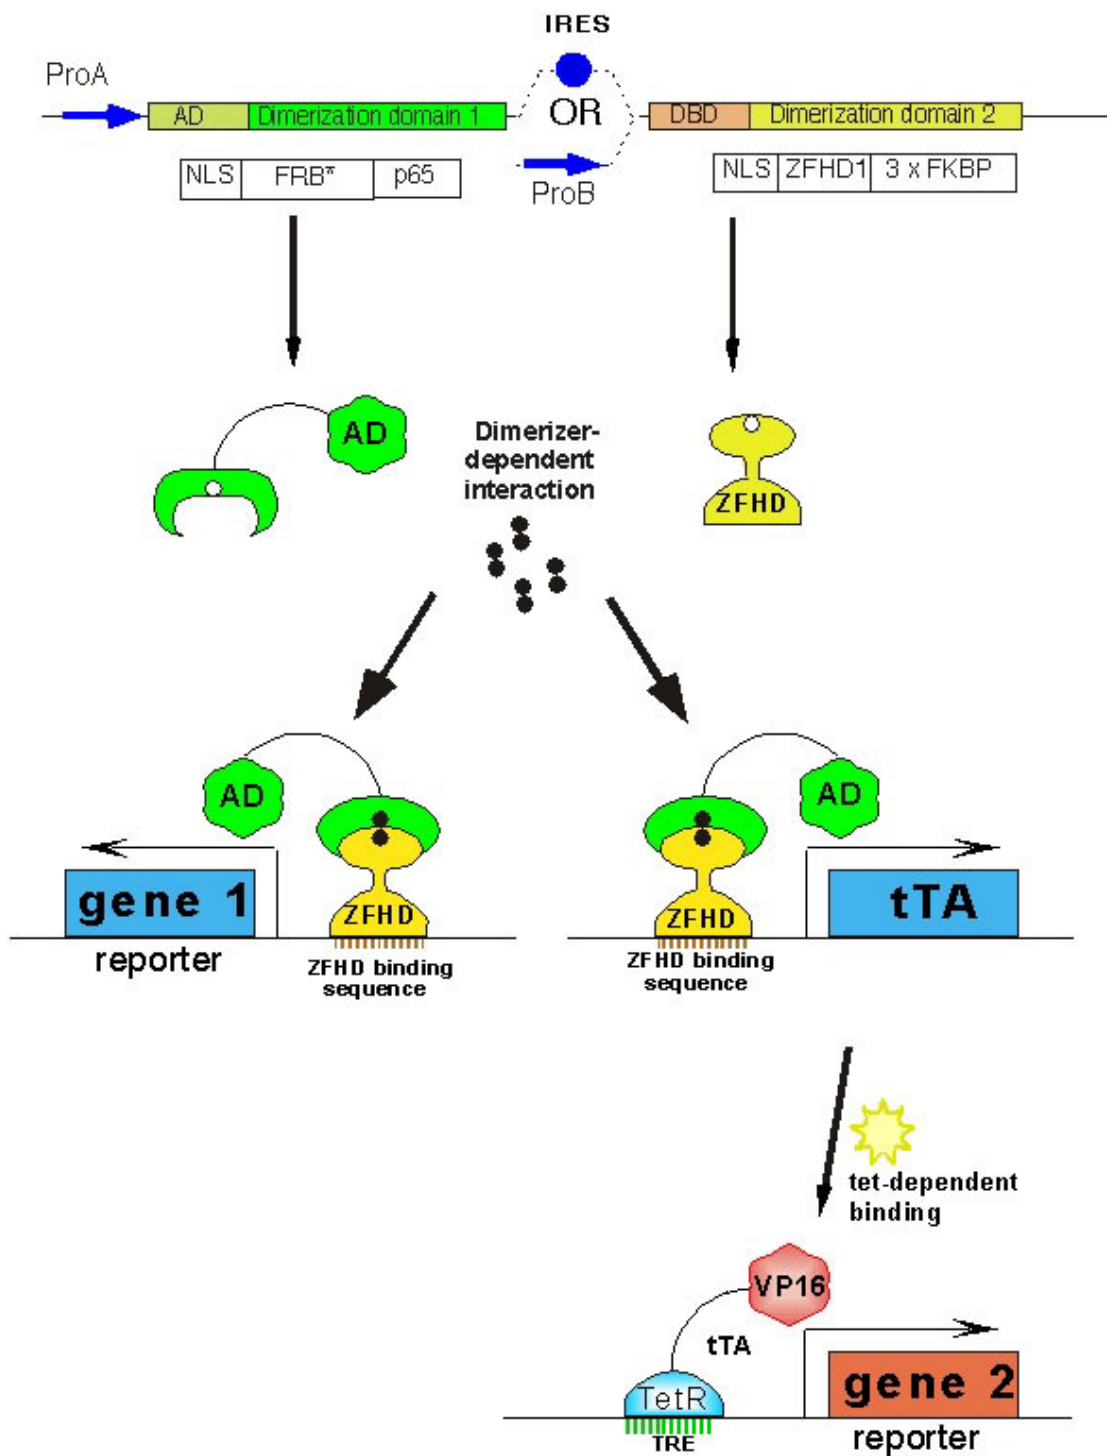 IRES
ProA
AD Dimerization domain 1
OR
DBD Dimerization domain 2
NLS FRB* p65
ProB
NLS ZFHD1 3 x FKBP
AD
Dimerizer-
dependent
interaction
ZFHD
AD
ZFHD
gene 1
reporter
ZFHD binding
sequence
AD
ZFHD
tTA
ZFHD binding
sequence
tet-dependent
binding
VP16
tTA
TetR
TRE
gene 2
reporter